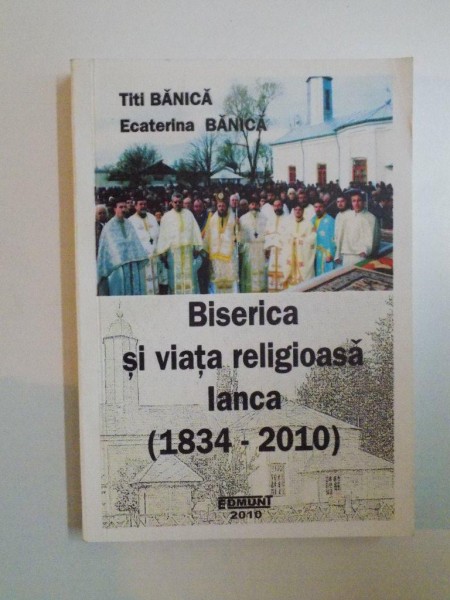 Titi BĂNICĂ
Ecaterina BĂNICĂ
Biserica
și viața religioasă
Ianca
(1834 - 2010)
EDMUNT
2010